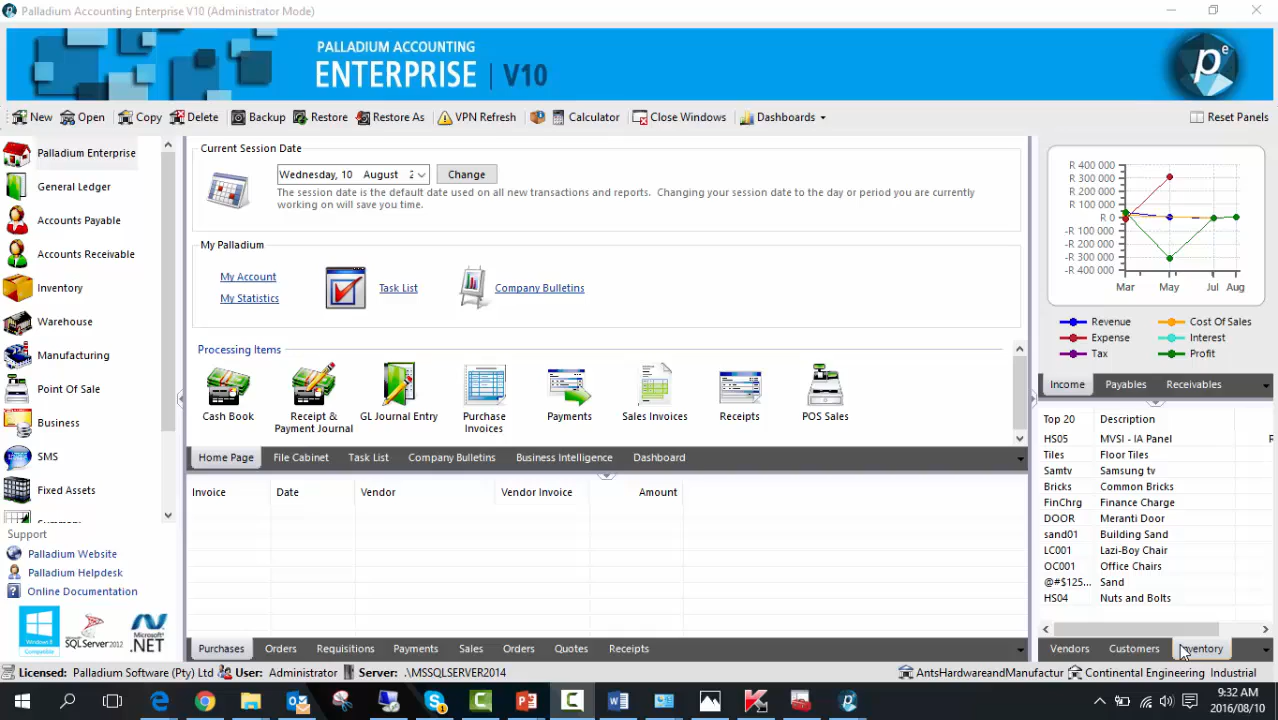 Palladium Accounting Enterprise V10 (Administrator Mode)
PALLADIUM ACCOUNTING
ENTERPRISE | V10
pe
New Open Copy Delete Backup Restore Restore As VPN Refresh Calculator Close Windows Dashboards Reset Panels
Palladium Enterprise
General Ledger
Accounts Payable
Accounts Receivable
Inventory
Warehouse
Manufacturing
Point Of Sale
Business
SMS
Fixed Assets
Support
Palladium Website
Palladium Helpdesk
Online Documentation
Windows 8
Compatible
SQL Server 2012
Microsoft
.NET
Current Session Date
Wednesday, 10 August 2
Change
The session date is the default date used on all new transactions and reports. Changing your session date to the day or period you are currently
working on will save you time.
My Palladium
My Account
My Statistics
Task List
Company Bulletins
Processing Items
Cash Book
Receipt &
Payment Journal
GL Journal Entry
Purchase
Invoices
Payments
Sales Invoices
Receipts
POS Sales
Home Page File Cabinet Task List Company Bulletins Business Intelligence Dashboard
Invoice Date Vendor Vendor Invoice Amount
Purchases Orders Requisitions Payments Sales Orders Quotes Receipts
R 400 000
R 300 000
R 200 000
R 100 000
R 0
-R 100 000
-R 200 000
-R 300 000
-R 400 000
Mar May Jul Aug
Revenue Cost Of Sales
Expense Interest
Tax Profit
Income Payables Receivables
Top 20 Description
HS05 MVSI - IA Panel R
Tiles Floor Tiles
Samtv Samsung tv
Bricks Common Bricks
FinChrg Finance Charge
DOOR Meranti Door
sand01 Building Sand
LC001 Lazi-Boy Chair
OC001 Office Chairs
@#$125... Sand
HS04 Nuts and Bolts
Vendors Customers Inventory
Licensed: Palladium Software (Pty) Ltd User: Administrator Server: .\MSSQLSERVER2014 AntsHardwareandManufactur Continental Engineering Industrial
9:32 AM
2016/08/10